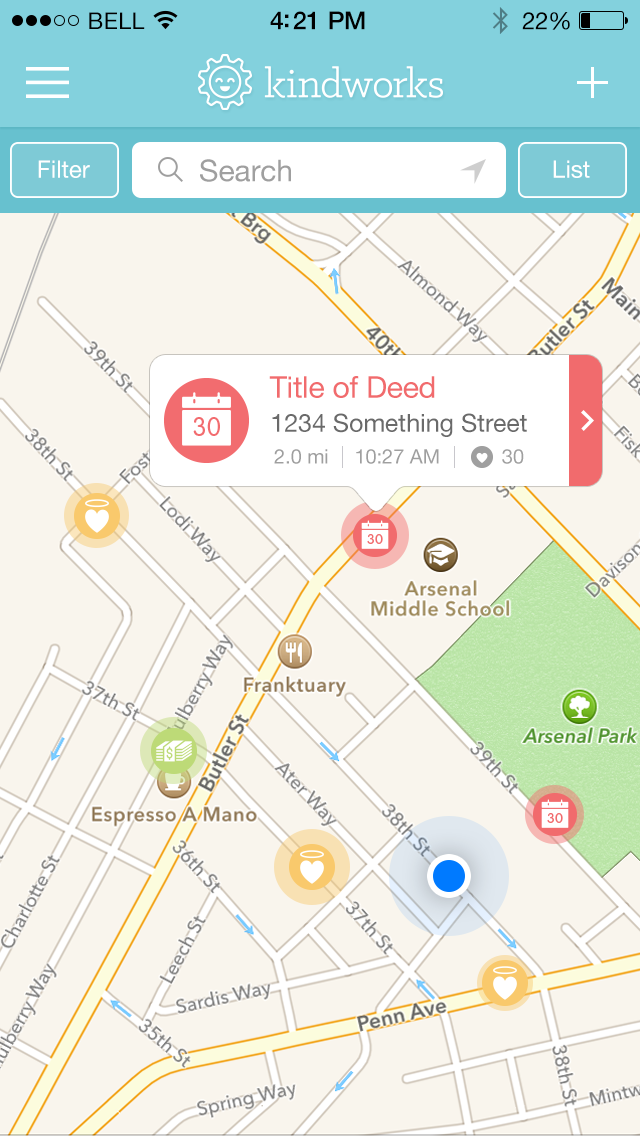 BELL 4:21 PM 22%
kindworks
Filter Search List
Brg
Almond Way
Main
40th
Butler St
39th St
Title of Deed
30
1234 Something Street
2.0 mi 10:27 AM 30
38th St
Fost
Fisk
Lodi Way
30
Davison
Arsenal
Middle School
Franktuary
ulberry Way
37th St
Arsenal Park
Butler St
39th St
Espresso A Mano
Ater Way
38th St
30
36th St
Charlotte St
37th St
Leech St
Sardis Way
ulberry Way
Penn Ave
35th St
38th St
Spring Way
Mintw